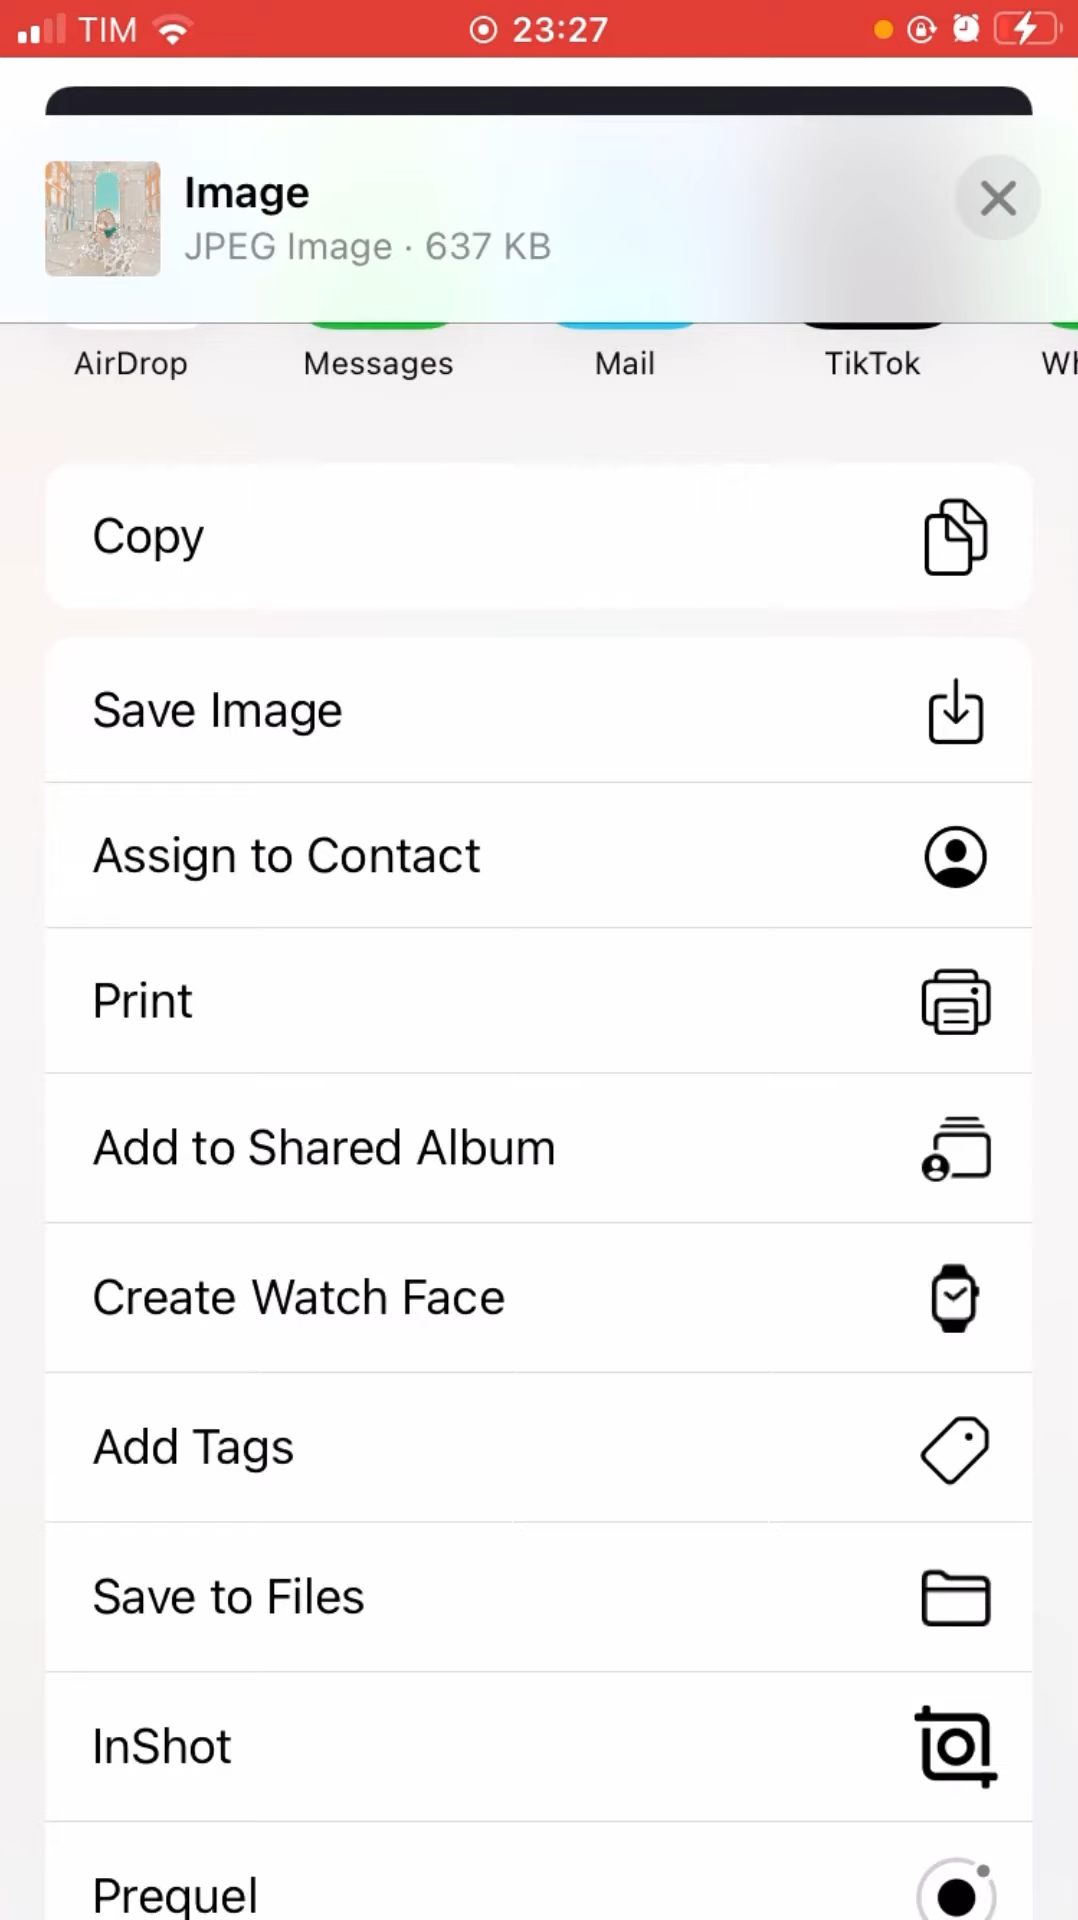 TIM 23:27
Image
JPEG Image · 637 KB
AirDrop Messages Mail TikTok Wh
Copy
Save Image
Assign to Contact
Print
Add to Shared Album
Create Watch Face
Add Tags
Save to Files
InShot
Prequel